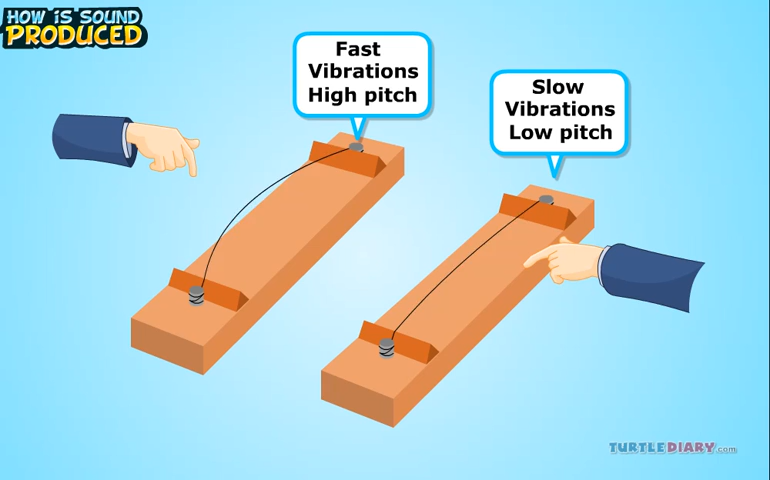 HOW IS SOUND
PRODUCED
Fast
Vibrations
High pitch
Slow
Vibrations
Low pitch
TURTLEDIARY.com